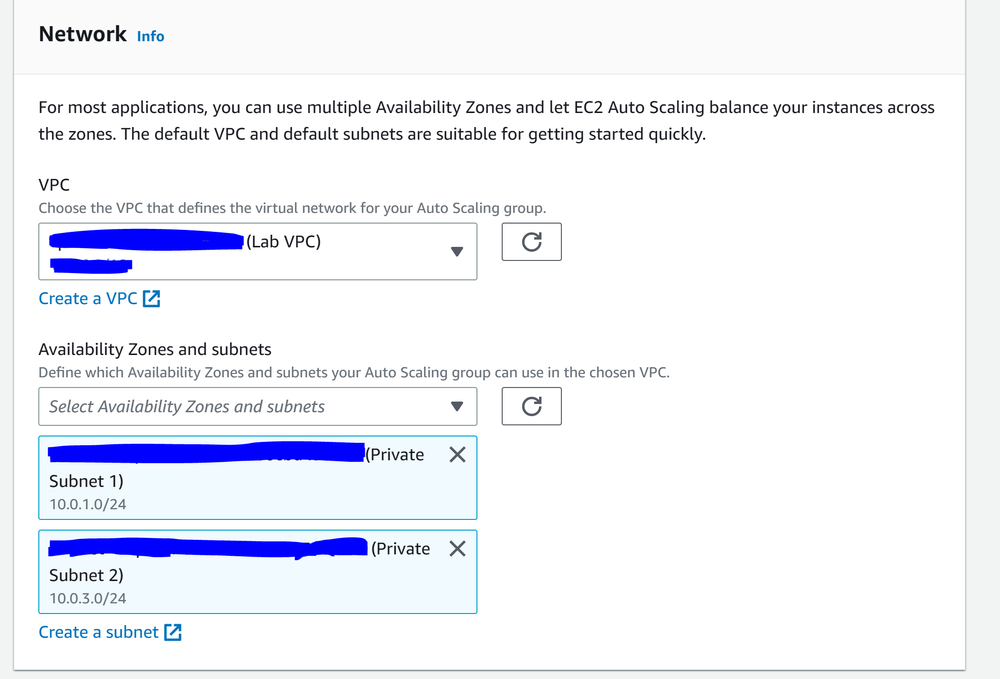 Network Info
For most applications, you can use multiple Availability Zones and let EC2 Auto Scaling balance your instances across
the zones. The default VPC and default subnets are suitable for getting started quickly.
VPC
Choose the VPC that defines the virtual network for your Auto Scaling group.
(Lab VPC)
Create a VPC
Availability Zones and subnets
Define which Availability Zones and subnets your Auto Scaling group can use in the chosen VPC.
Select Availability Zones and subnets
(Private
Subnet 1)
10.0.1.0/24
(Private
Subnet 2)
10.0.3.0/24
Create a subnet